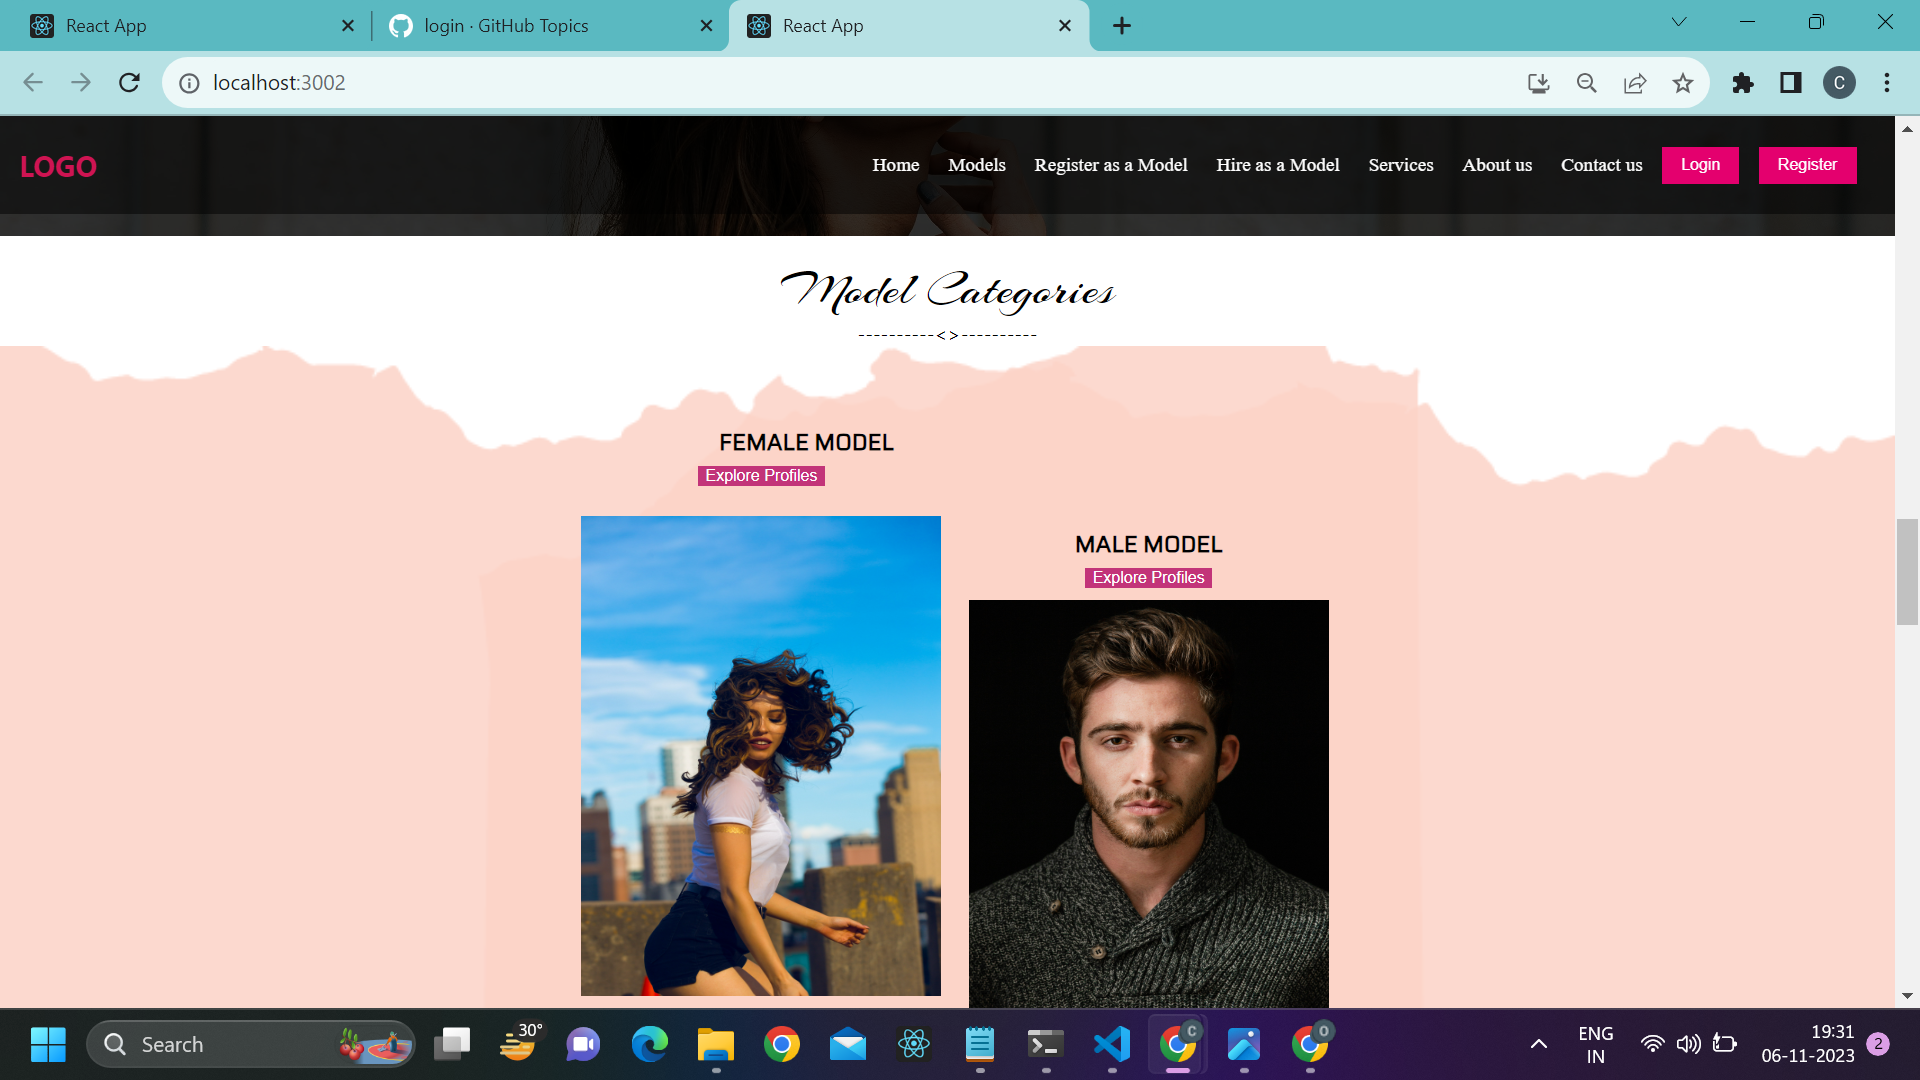 React App
login · GitHub Topics
React App
localhost:3002
C
LOGO
Home
Models
Register as a Model
Hire as a Model
Services
About us
Contact us
Login
Register
Model Categories
----------<>----------
FEMALE MODEL
Explore Profiles
MALE MODEL
Explore Profiles
Search
30°
C
O
ENG
IN
19:31
06-11-2023
2